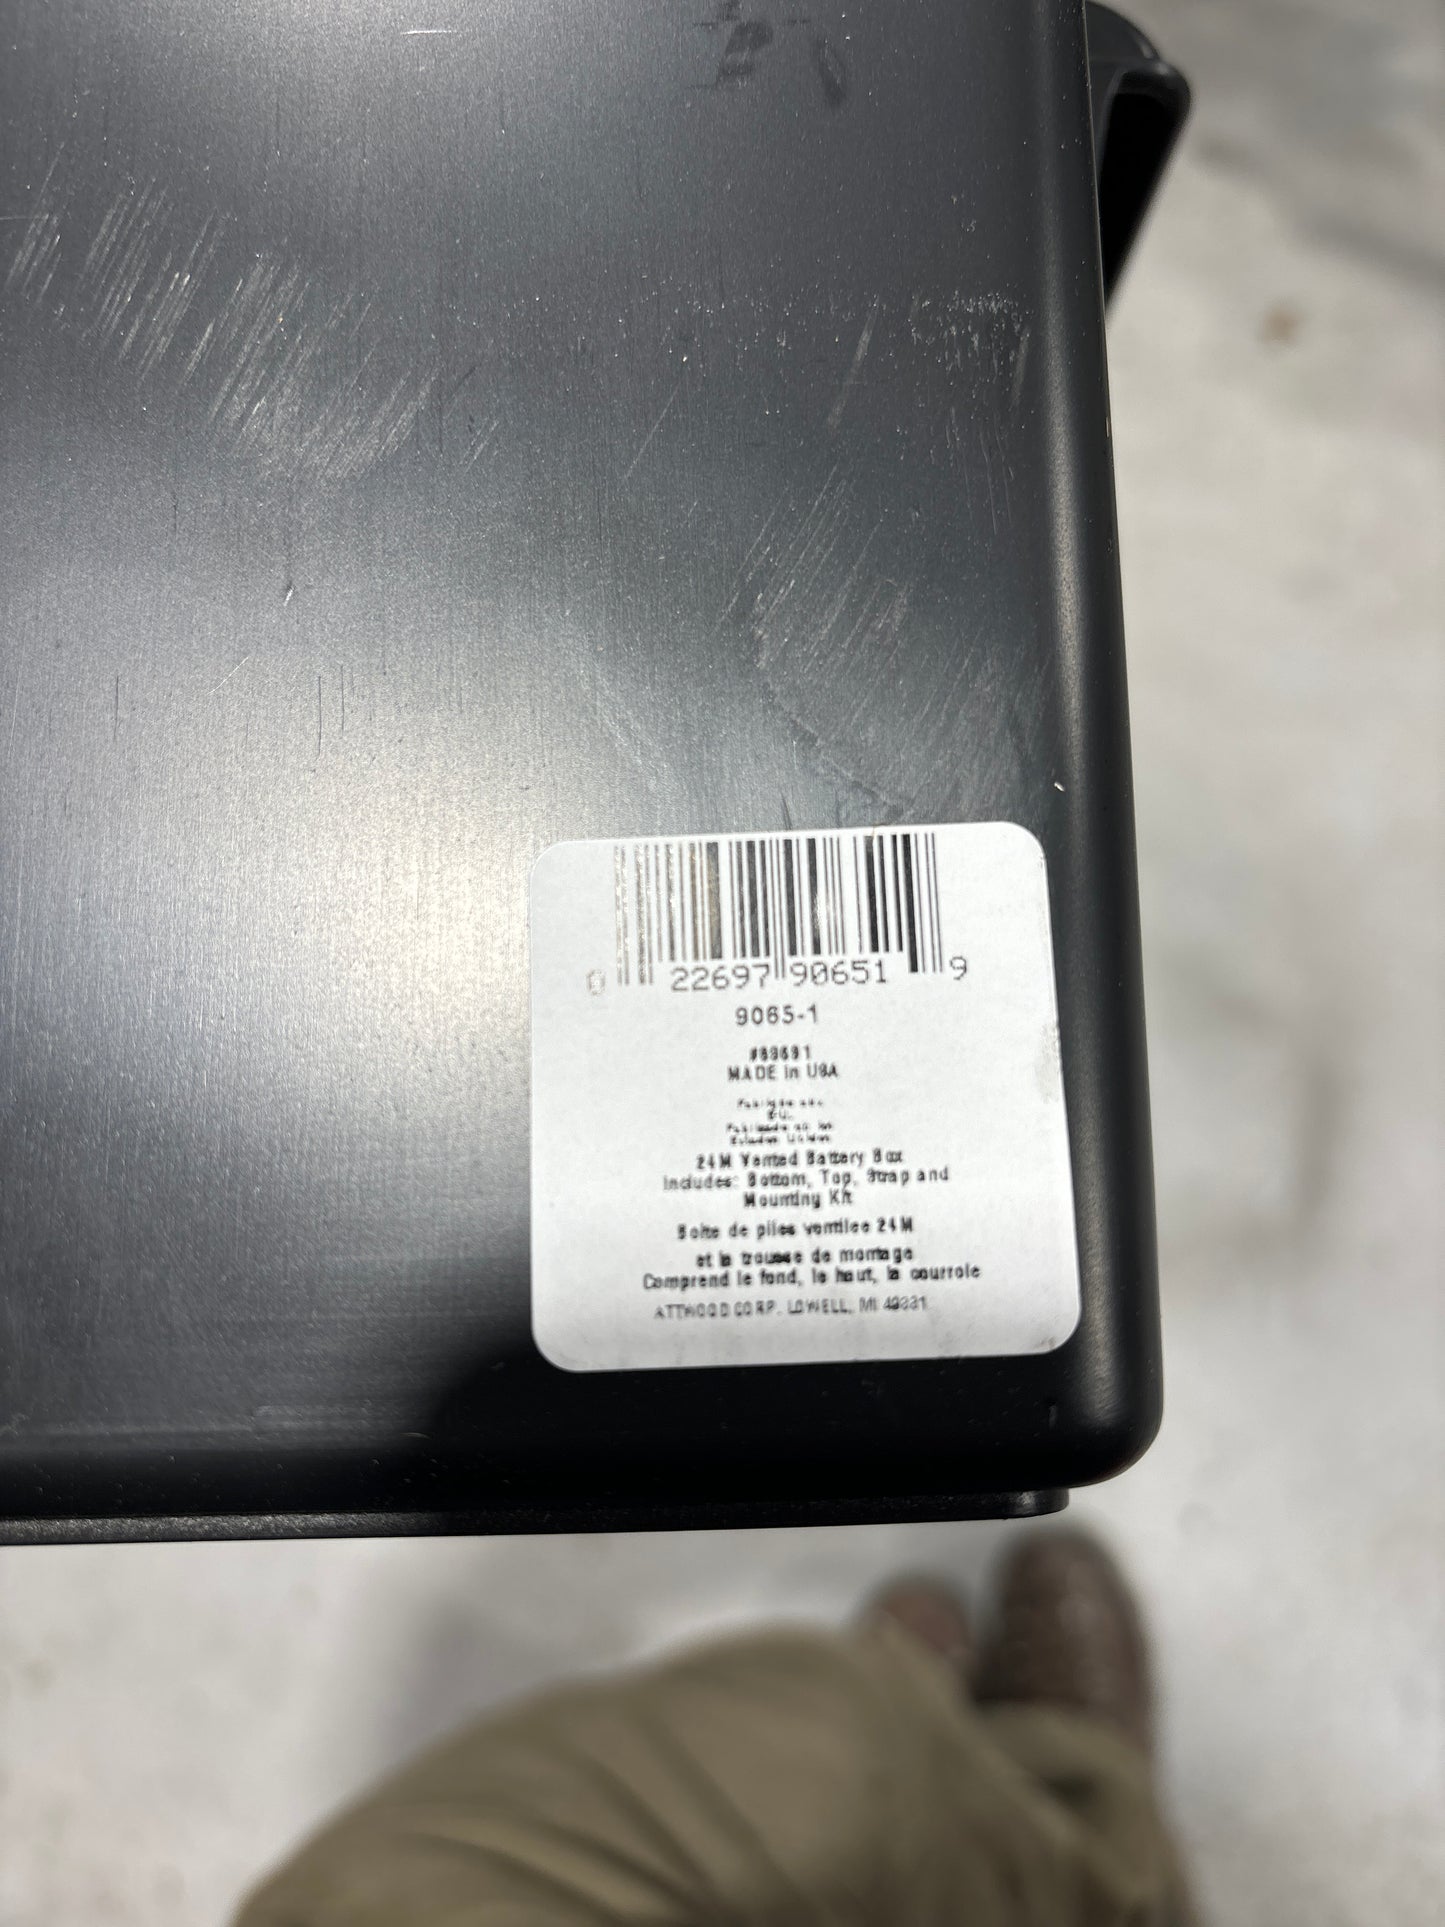 0 22697 90651 9
9065-1
MADE in USA
24M Vented Battery Box
Includes: Bottom, Top, Strap and
Mounting Kit
Boite de piles ventilee 24M
et la trousse de montage
Comprend le fond, le haut, la courroie
ATTWOOD CORP. LOWELL, MI 49331